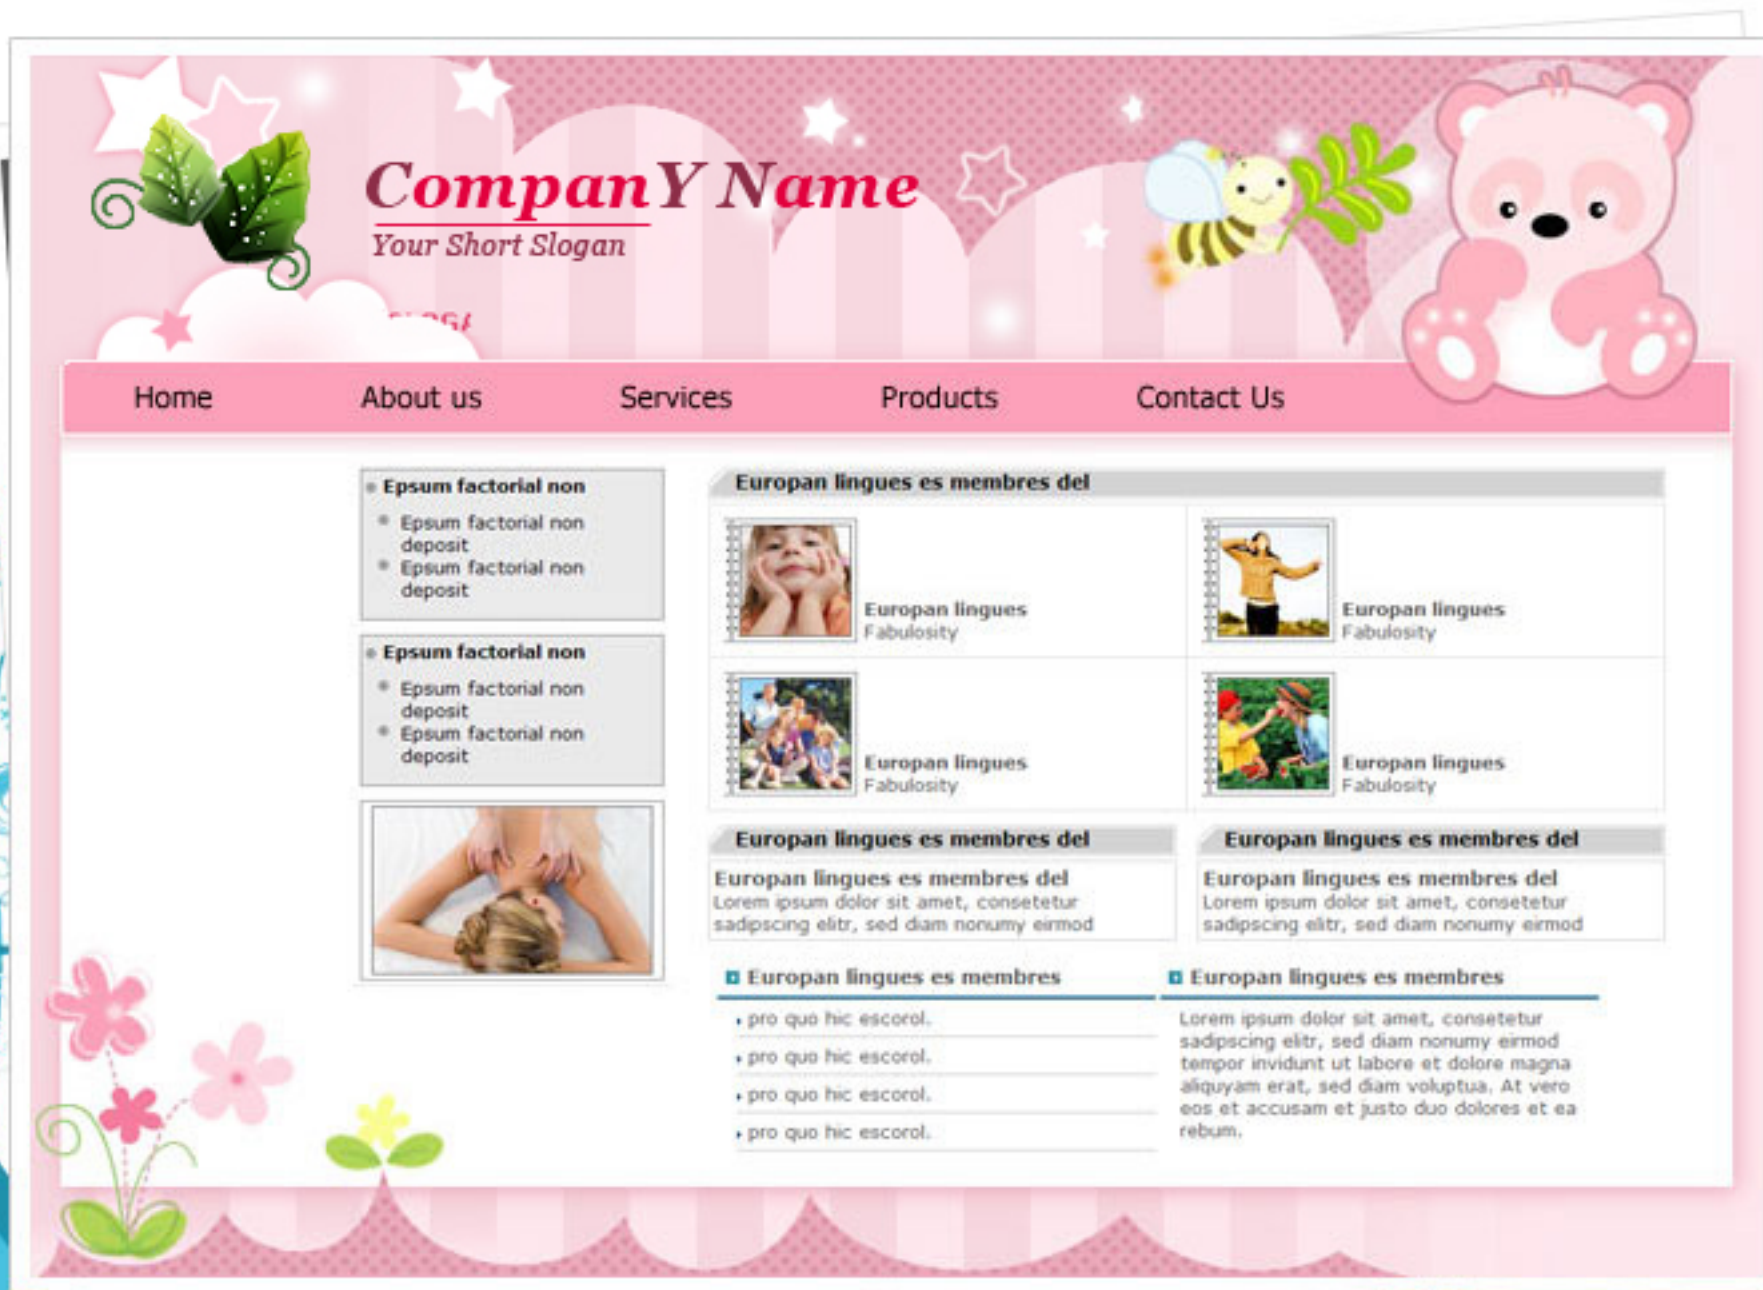 CompanY Name
Your Short Slogan
Home
About us
Services
Products
Contact Us
Epsum factorial non
Epsum factorial non
deposit
Epsum factorial non
deposit
Epsum factorial non
Epsum factorial non
deposit
Epsum factorial non
deposit
Europan lingues es membres del
Europan lingues
Fabulosity
Europan lingues
Fabulosity
Europan lingues
Fabulosity
Europan lingues
Fabulosity
Europan lingues es membres del
Europan lingues es membres del
Lorem ipsum dolor sit amet, consetetur
sadipscing elitr, sed diam nonumy eirmod
Europan lingues es membres del
Europan lingues es membres del
Lorem ipsum dolor sit amet, consetetur
sadipscing elitr, sed diam nonumy eirmod
Europan lingues es membres
pro quo hic escorol.
pro quo hic escorol.
pro quo hic escorol.
pro quo hic escorol.
Europan lingues es membres
Lorem ipsum dolor sit amet, consetetur
sadipscing elitr, sed diam nonumy eirmod
tempor invidunt ut labore et dolore magna
aliquyam erat, sed diam voluptua. At vero
eos et accusam et justo duo dolores et ea
rebum.